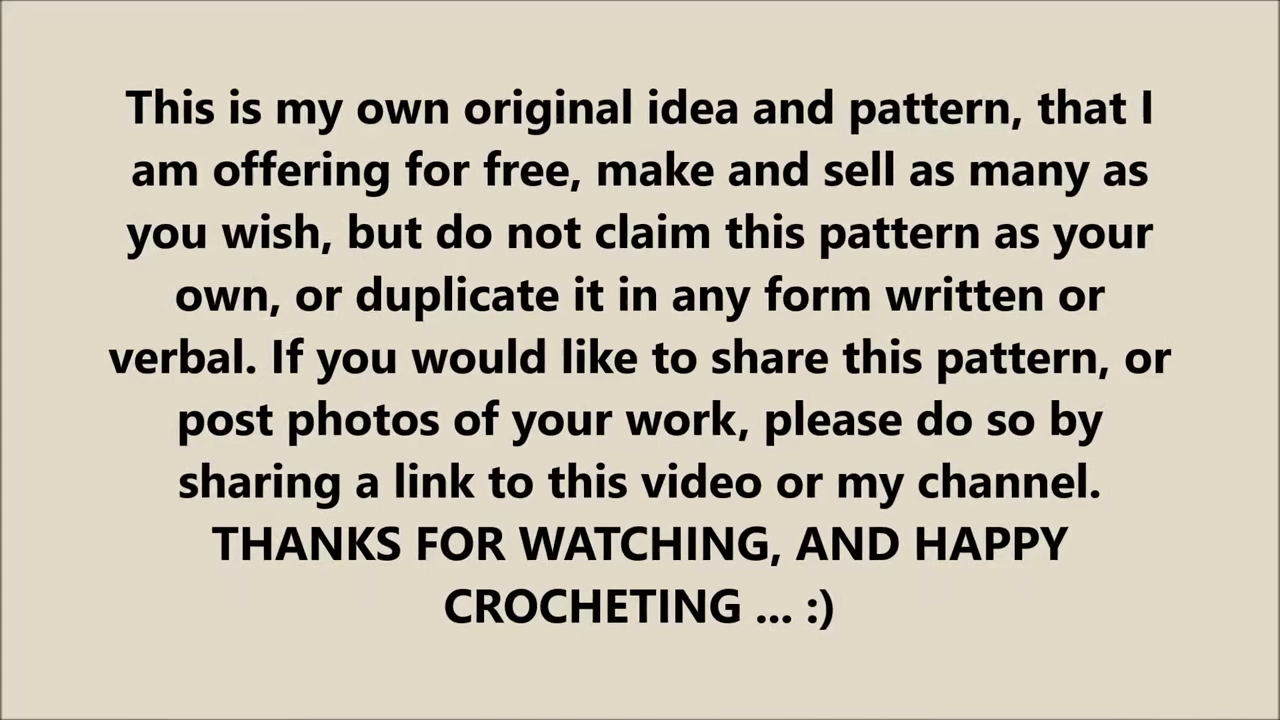 This is my own original idea and pattern, that I
am offering for free, make and sell as many as
you wish, but do not claim this pattern as your
own, or duplicate it in any form written or
verbal. If you would like to share this pattern, or
post photos of your work, please do so by
sharing a link to this video or my channel.
THANKS FOR WATCHING, AND HAPPY
CROCHETING ... :)